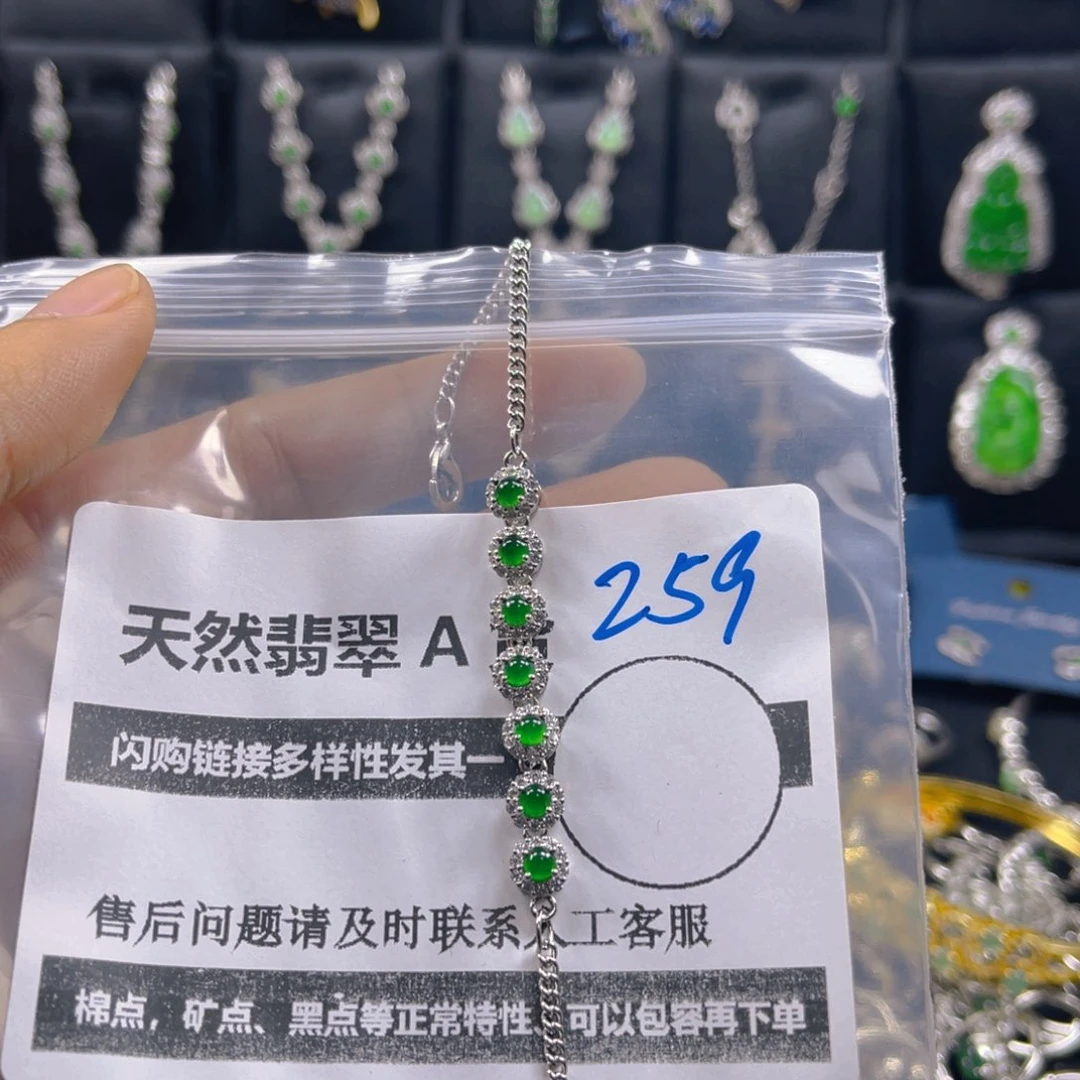 259
天然翡翠 A
闪购链接多样性发其一
售后问题请及时联系人工客服
棉点，矿点、黑点等正常特性、可以包容再下单